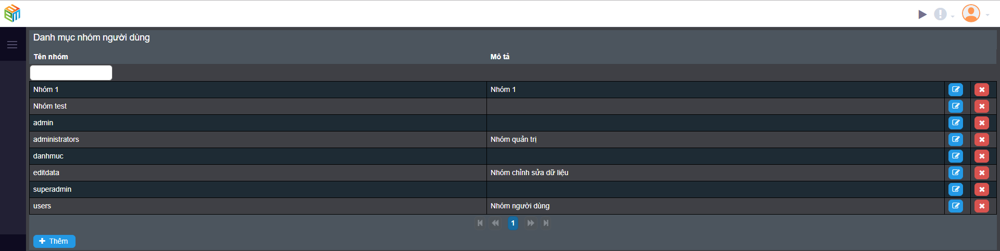 Danh mục nhóm người dùng
Tên nhóm Mô tả
Nhóm 1 Nhóm 1
Nhóm test
admin
administrators Nhóm quản trị
danhmuc
editdata Nhóm chỉnh sửa dữ liệu
superadmin
users Nhóm người dùng
1
Thêm